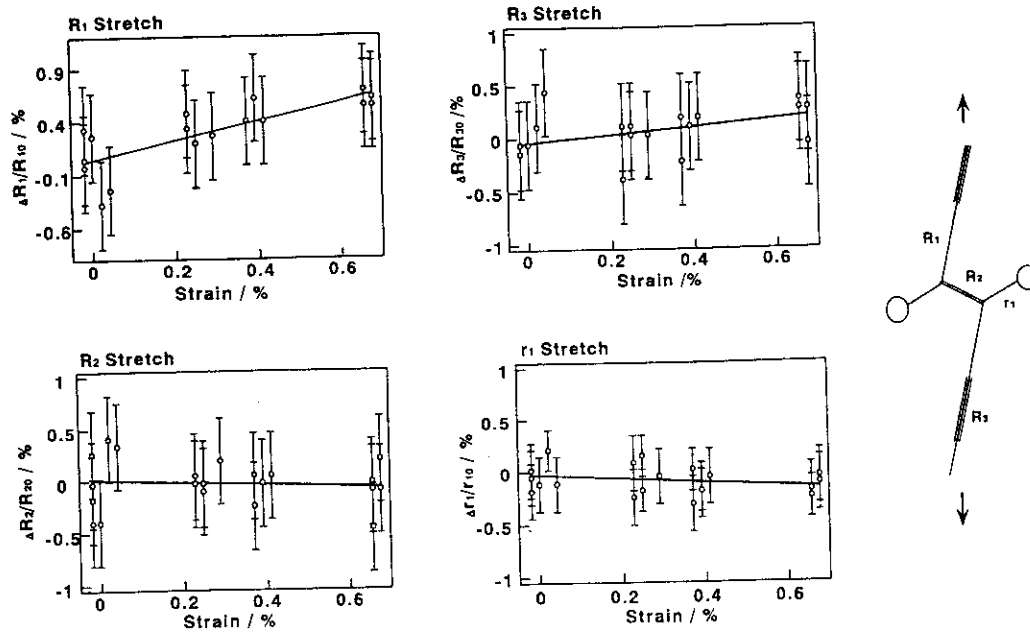 R₁ Stretch
ΔR₁/R₁₀ / %
0.9
0.4
-0.1
-0.6
0 0.2 0.4 0.6
Strain / %
R₃ Stretch
ΔR₃/R₂₀ / %
1
0.5
0
-0.5
-1
0 0.2 0.4 0.6
Strain / %
R₂ Stretch
ΔR₂/R₂₀ / %
1
0.5
0
-0.5
-1
0 0.2 0.4 0.6
Strain / %
r₁ Stretch
Δr₁/r₁₀ / %
1
0.5
0
-0.5
-1
0 0.2 0.4 0.6
Strain / %
R₁
R₂
r₁
R₃